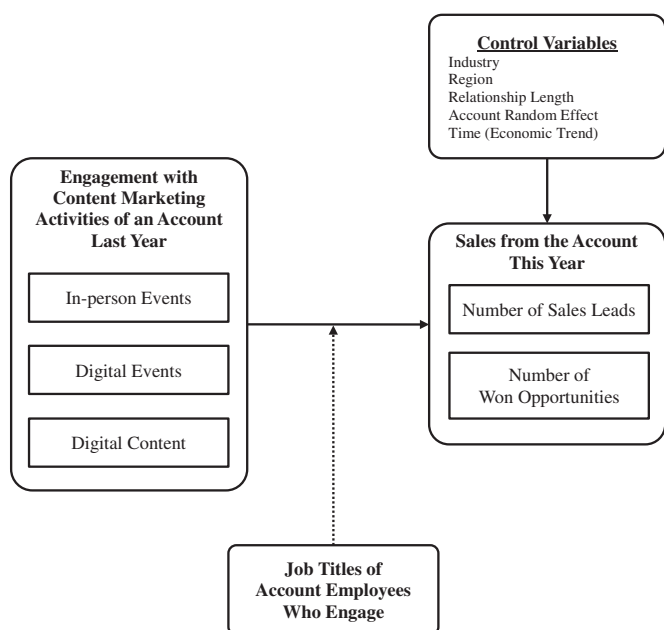 Control Variables
Industry
Region
Relationship Length
Account Random Effect
Time (Economic Trend)
Engagement with
Content Marketing
Activities of an Account
Last Year
In-person Events
Digital Events
Digital Content
Sales from the Account
This Year
Number of Sales Leads
Number of
Won Opportunities
Job Titles of
Account Employees
Who Engage